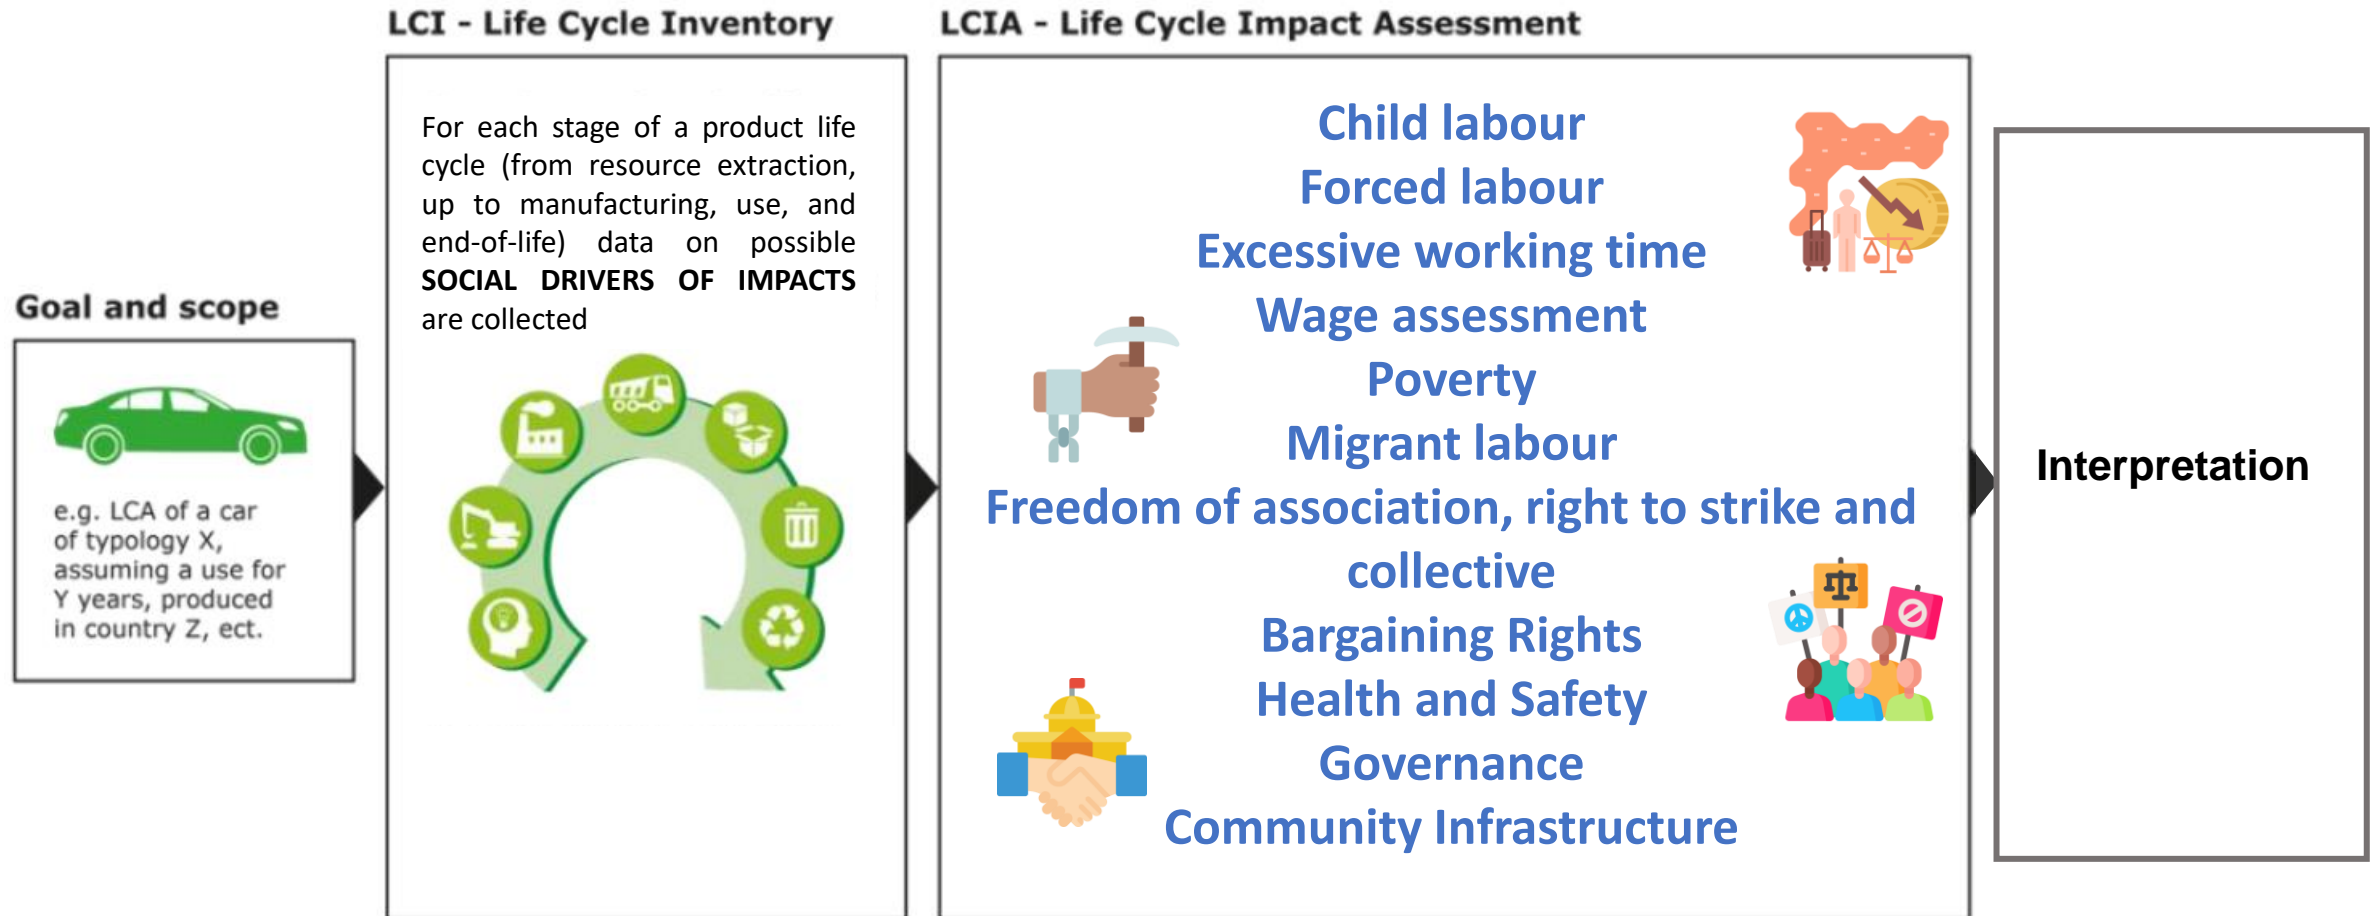 Goal and scope
e.g. LCA of a car
of typology X,
assuming a use for
Y years, produced
in country Z, ect.
LCI - Life Cycle Inventory
For each stage of a product life
cycle (from resource extraction,
up to manufacturing, use, and
end-of-life) data on possible
SOCIAL DRIVERS OF IMPACTS
are collected
LCIA - Life Cycle Impact Assessment
Child labour
Forced labour
Excessive working time
Wage assessment
Poverty
Migrant labour
Freedom of association, right to strike and
collective
Bargaining Rights
Health and Safety
Governance
Community Infrastructure
Interpretation